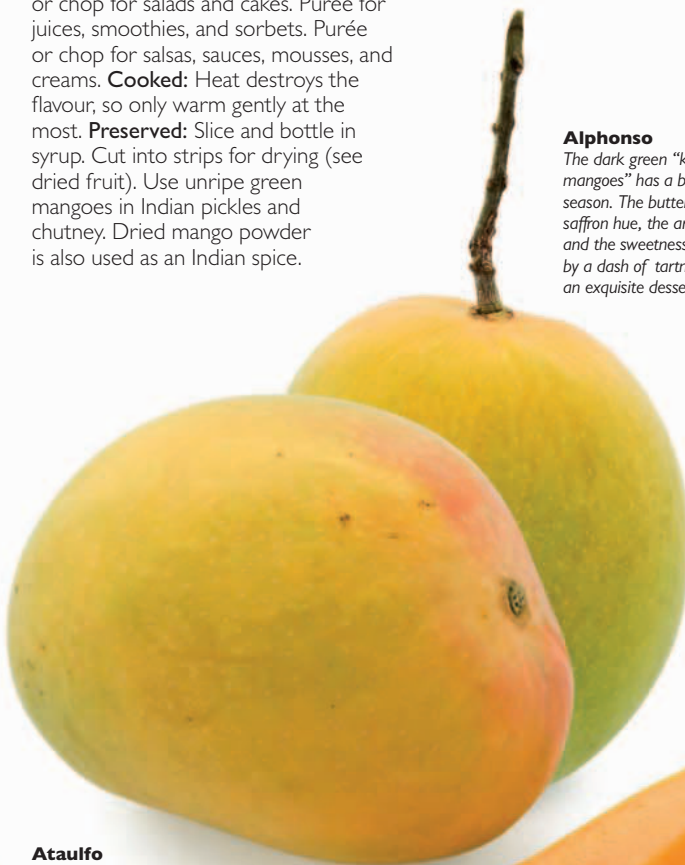 or chop for salads and cakes. Purée for
juices, smoothies, and sorbets. Purée
or chop for salsas, sauces, mousses, and
creams. Cooked: Heat destroys the
flavour, so only warm gently at the
most. Preserved: Slice and bottle in
syrup. Cut into strips for drying (see
dried fruit). Use unripe green
mangoes in Indian pickles and
chutney. Dried mango powder
is also used as an Indian spice.
Alphonso
The dark green
mangoes” has a
season. The
saffron hue, the
and the sweetness
by a dash of
an exquisite
Ataulfo